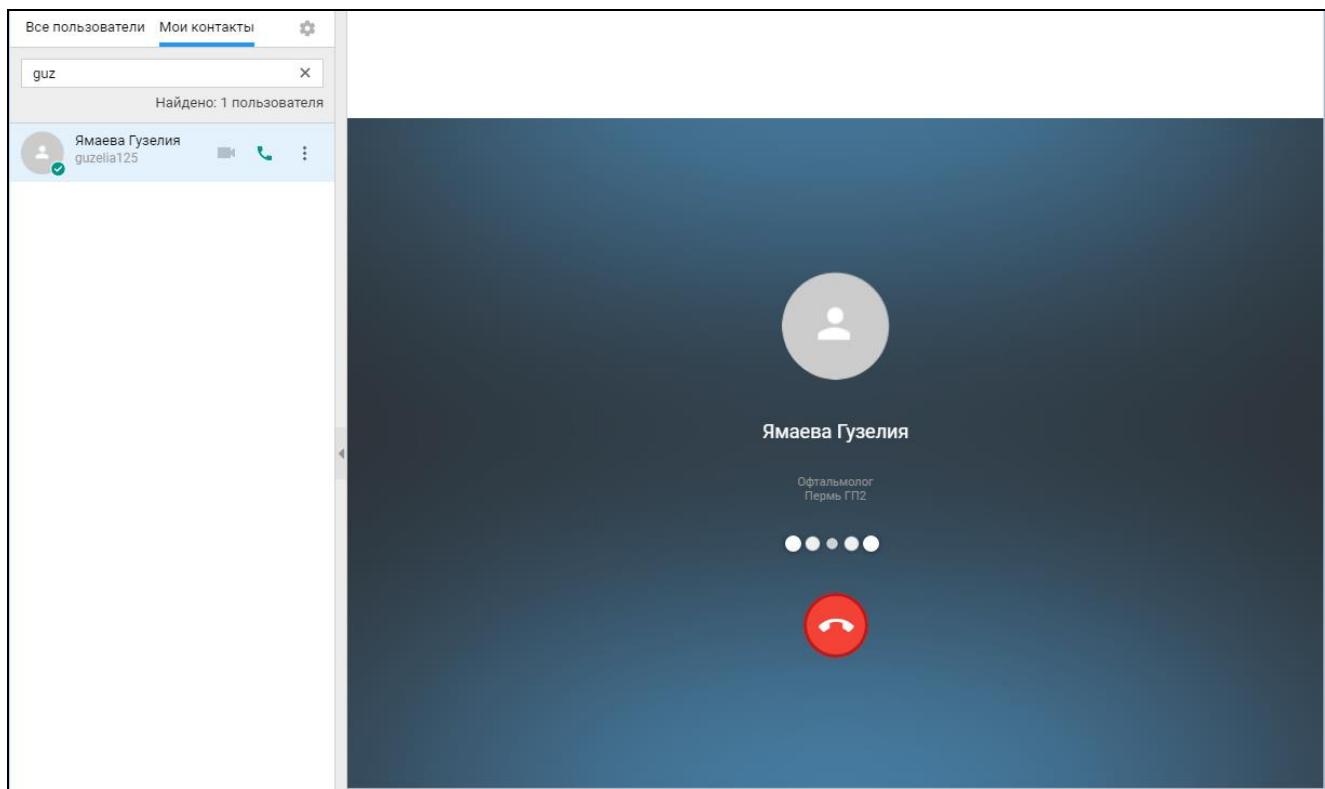 Все пользователи Мои контакты
guz
Найдено: 1 пользователя
Ямаева Гузелия
guzelia125
Ямаева Гузелия
Офтальмолог
Пермь ГП2